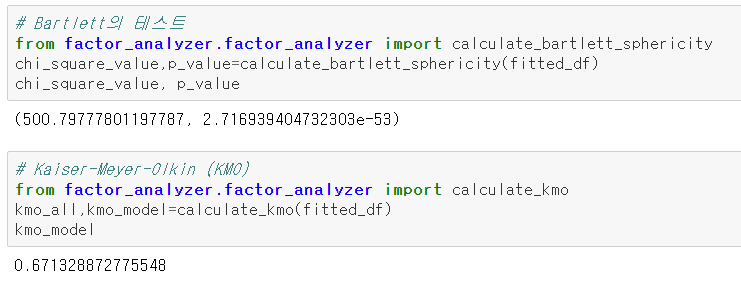 # Bartlett의 테스트
from factor_analyzer.factor_analyzer import calculate_bartlett_sphericity
chi_square_value,p_value=calculate_bartlett_sphericity(fitted_df)
chi_square_value, p_value
(500.79777801197787, 2.716939404732303e-53)
# Kaiser-Meyer-Olkin (KMO)
from factor_analyzer.factor_analyzer import calculate_kmo
kmo_all,kmo_model=calculate_kmo(fitted_df)
kmo_model
0.671328872775548